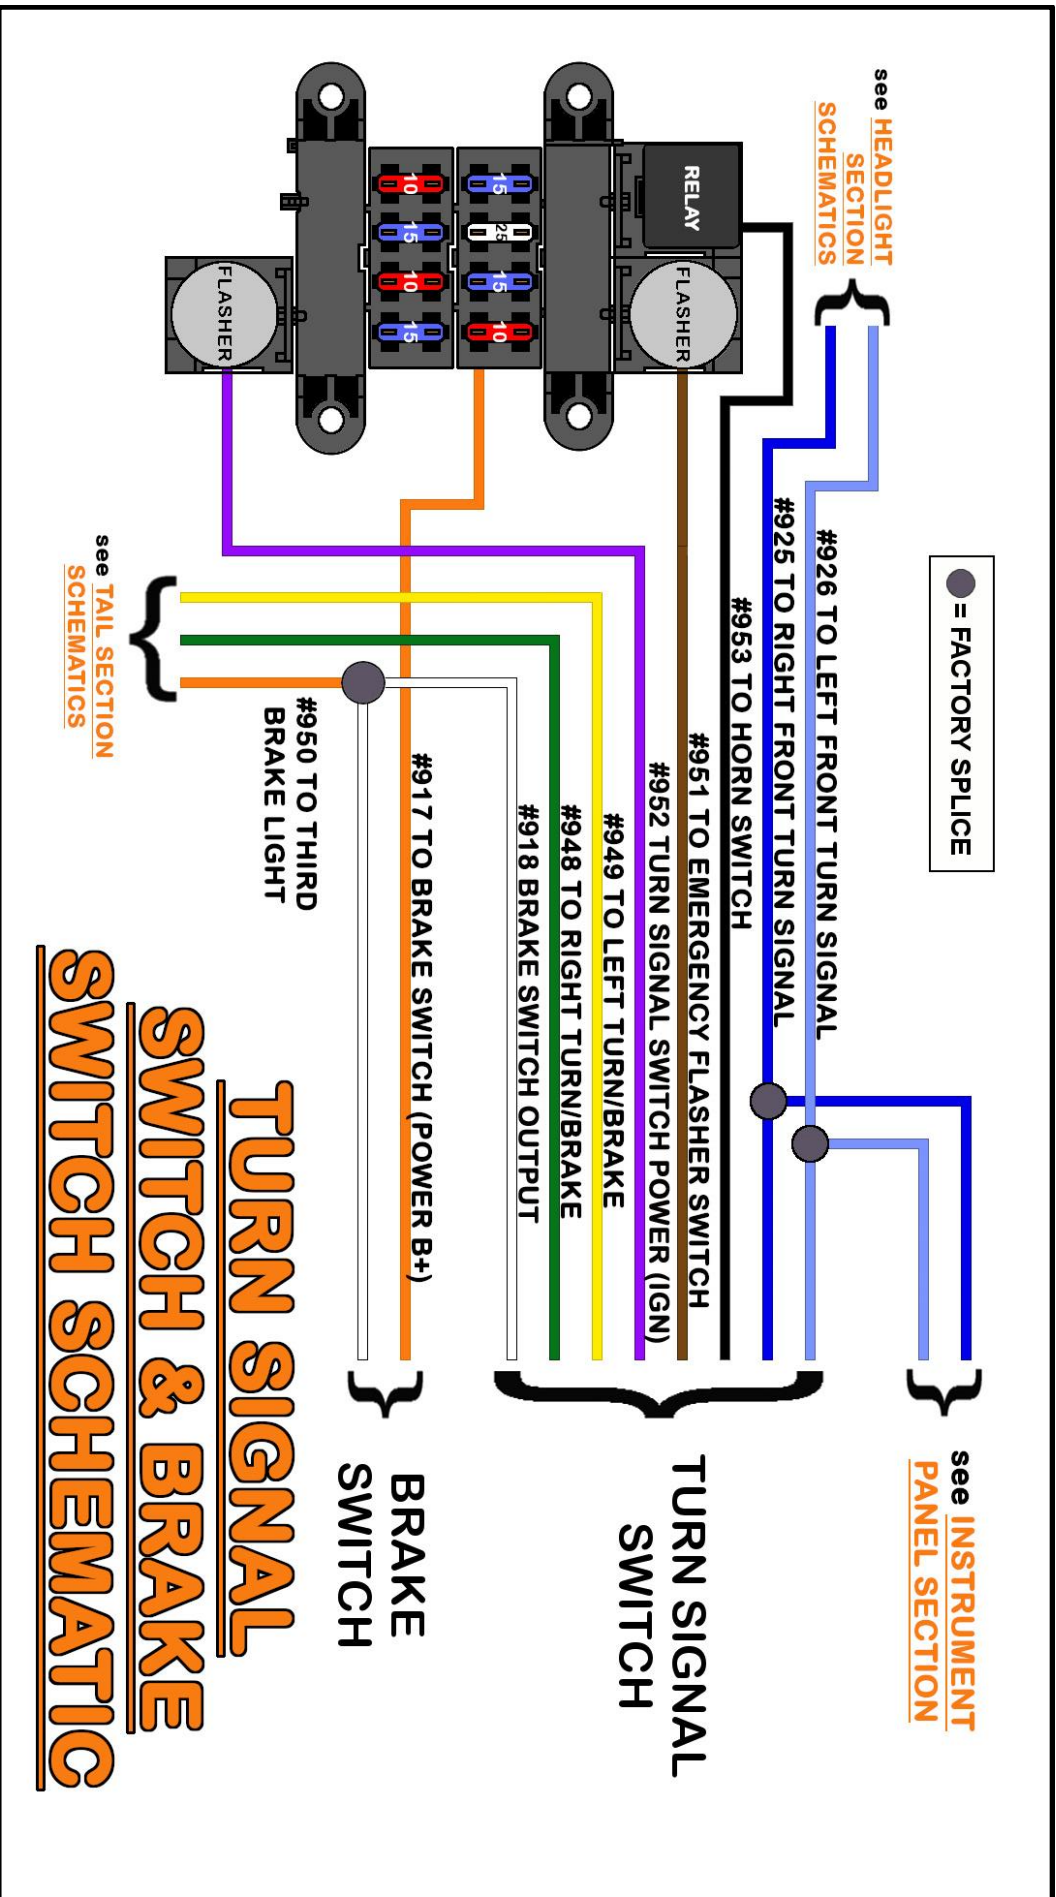 see HEADLIGHT
SECTION
SCHEMATICS
= FACTORY SPLICE
see INSTRUMENT
PANEL SECTION
RELAY
FLASHER
15
25
15
10
10
15
10
15
FLASHER
#926 TO LEFT FRONT TURN SIGNAL
#925 TO RIGHT FRONT TURN SIGNAL
#953 TO HORN SWITCH
#951 TO EMERGENCY FLASHER SWITCH
#952 TURN SIGNAL SWITCH POWER (IGN)
#949 TO LEFT TURN/BRAKE
#948 TO RIGHT TURN/BRAKE
#918 BRAKE SWITCH OUTPUT
#917 TO BRAKE SWITCH (POWER B+)
#950 TO THIRD
BRAKE LIGHT
TURN SIGNAL
SWITCH
BRAKE
SWITCH
see TAIL SECTION
SCHEMATICS
TURN SIGNAL
SWITCH & BRAKE
SWITCH SCHEMATIC